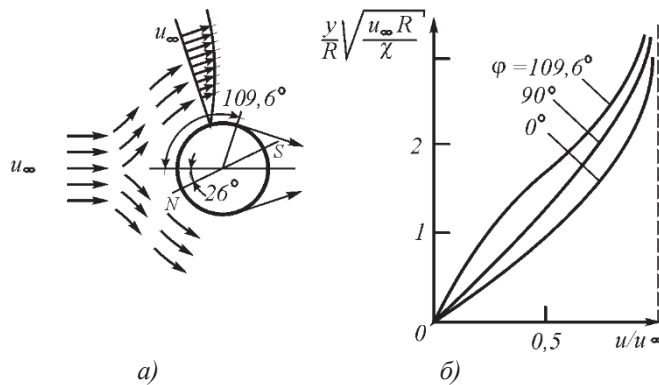 u∞
u∞
109,6°
S
26°
N
а)
y/R √(u∞R/χ)
2
1
0
0,5
u/u∞
φ = 109,6°
90°
0°
б)